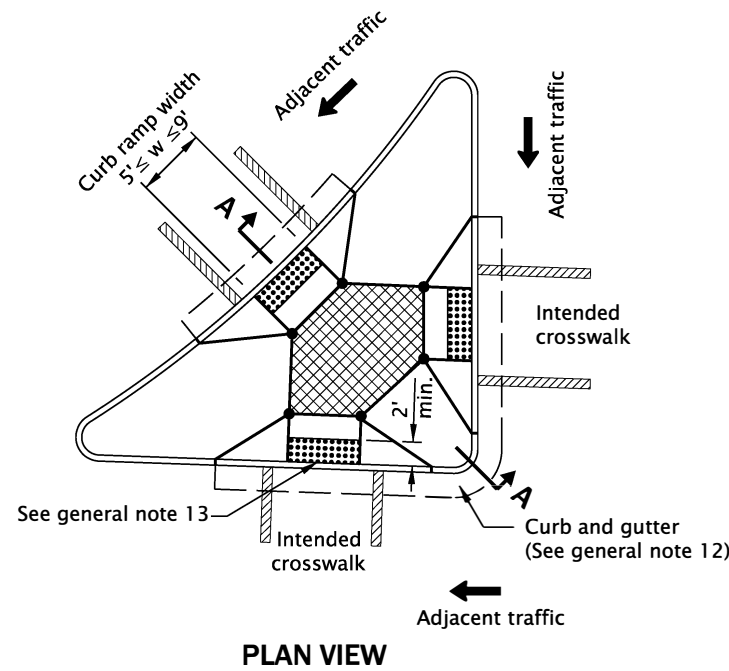 Adjacent traffic
Curb ramp width
5' ≤ w ≤9'
Adjacent traffic
A
Intended
crosswalk
2'
min.
See general note 13
A
Curb and gutter
(See general note 12)
Intended
crosswalk
Adjacent traffic
PLAN VIEW